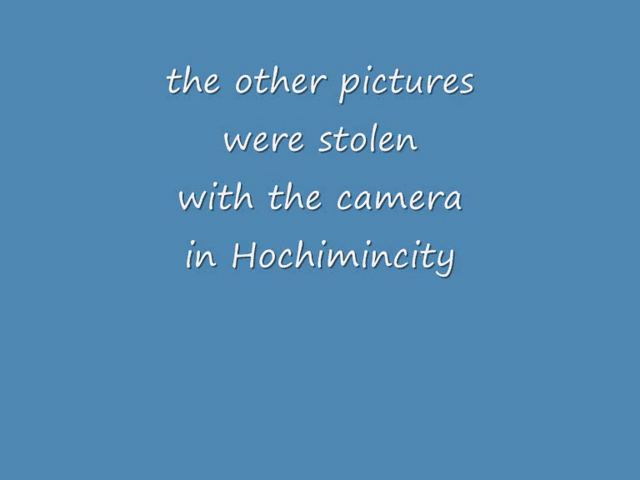 the other pictures
were stolen
with the camera
in Hochimincity